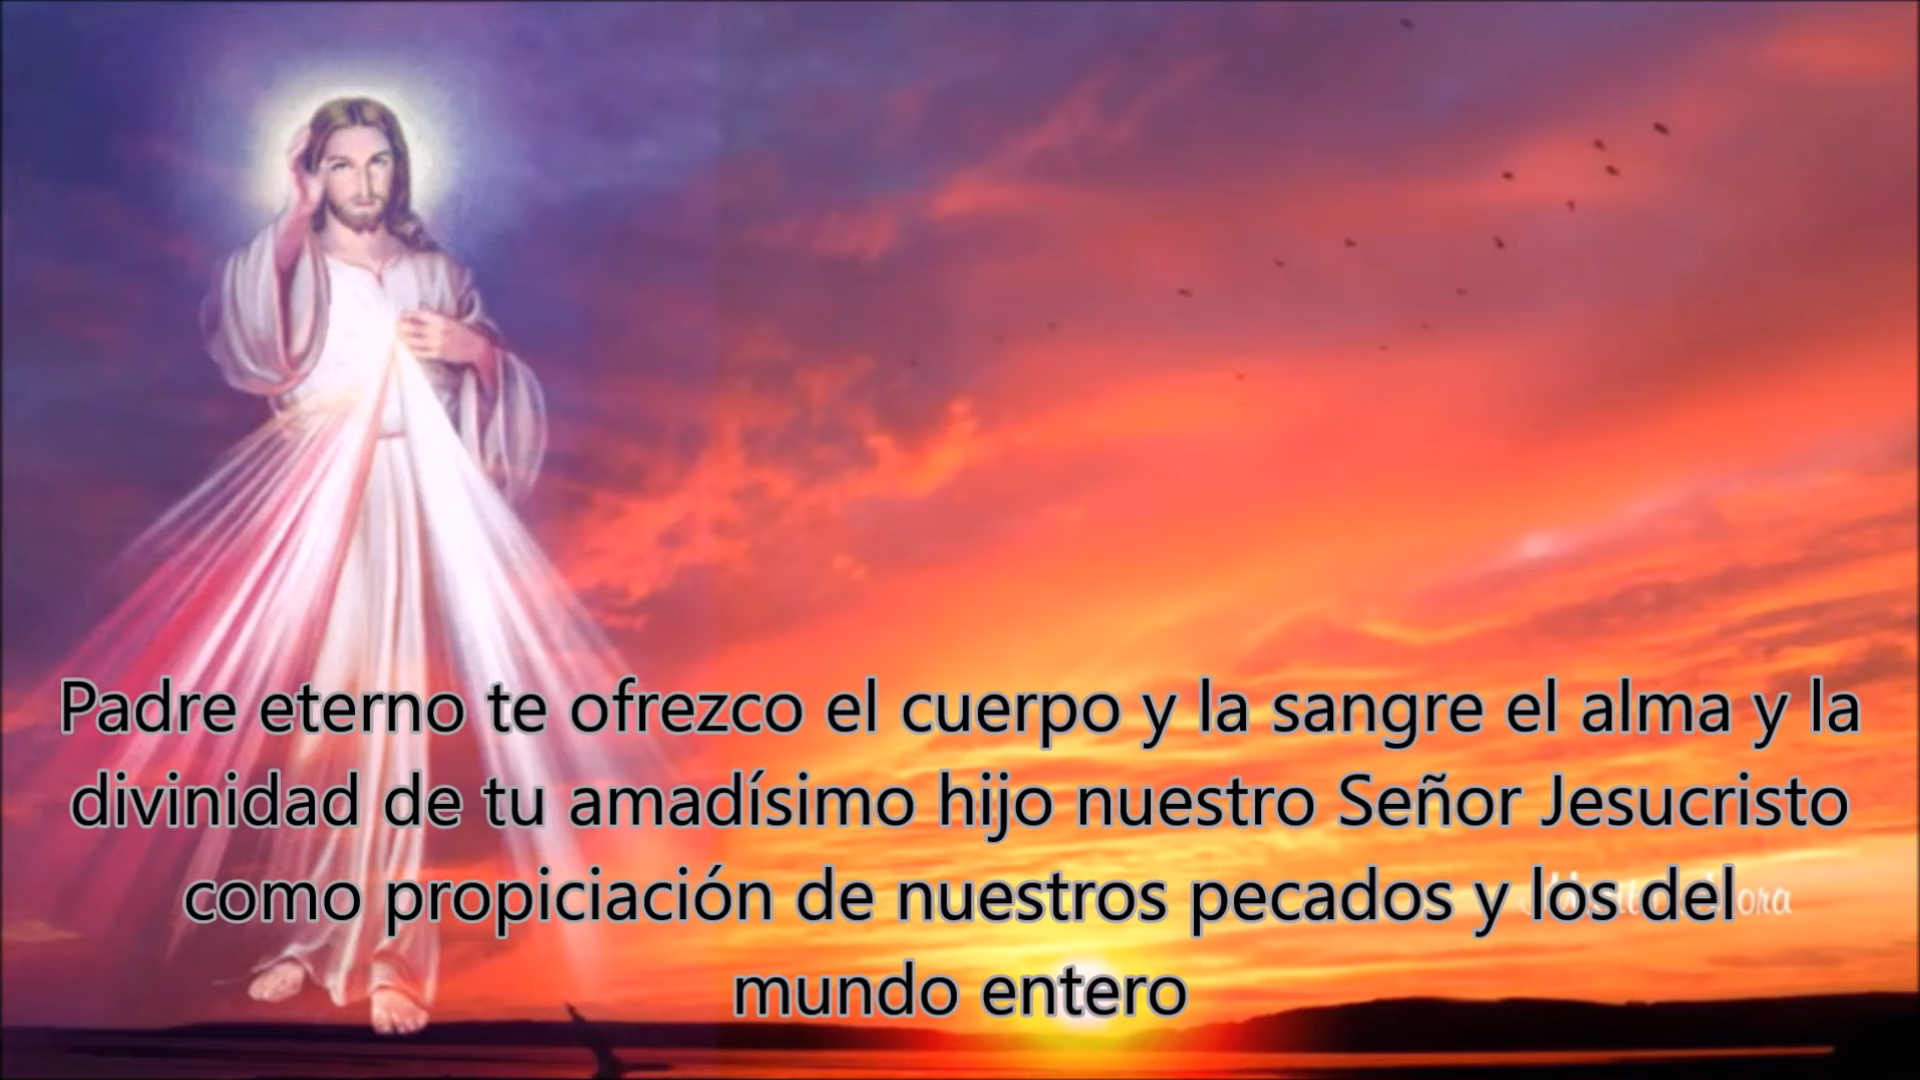 Padre eterno te ofrezco el cuerpo y la sangre el alma y la
divinidad de tu amadísimo hijo nuestro Señor Jesucristo
como propiciación de nuestros pecados y los del
mundo entero